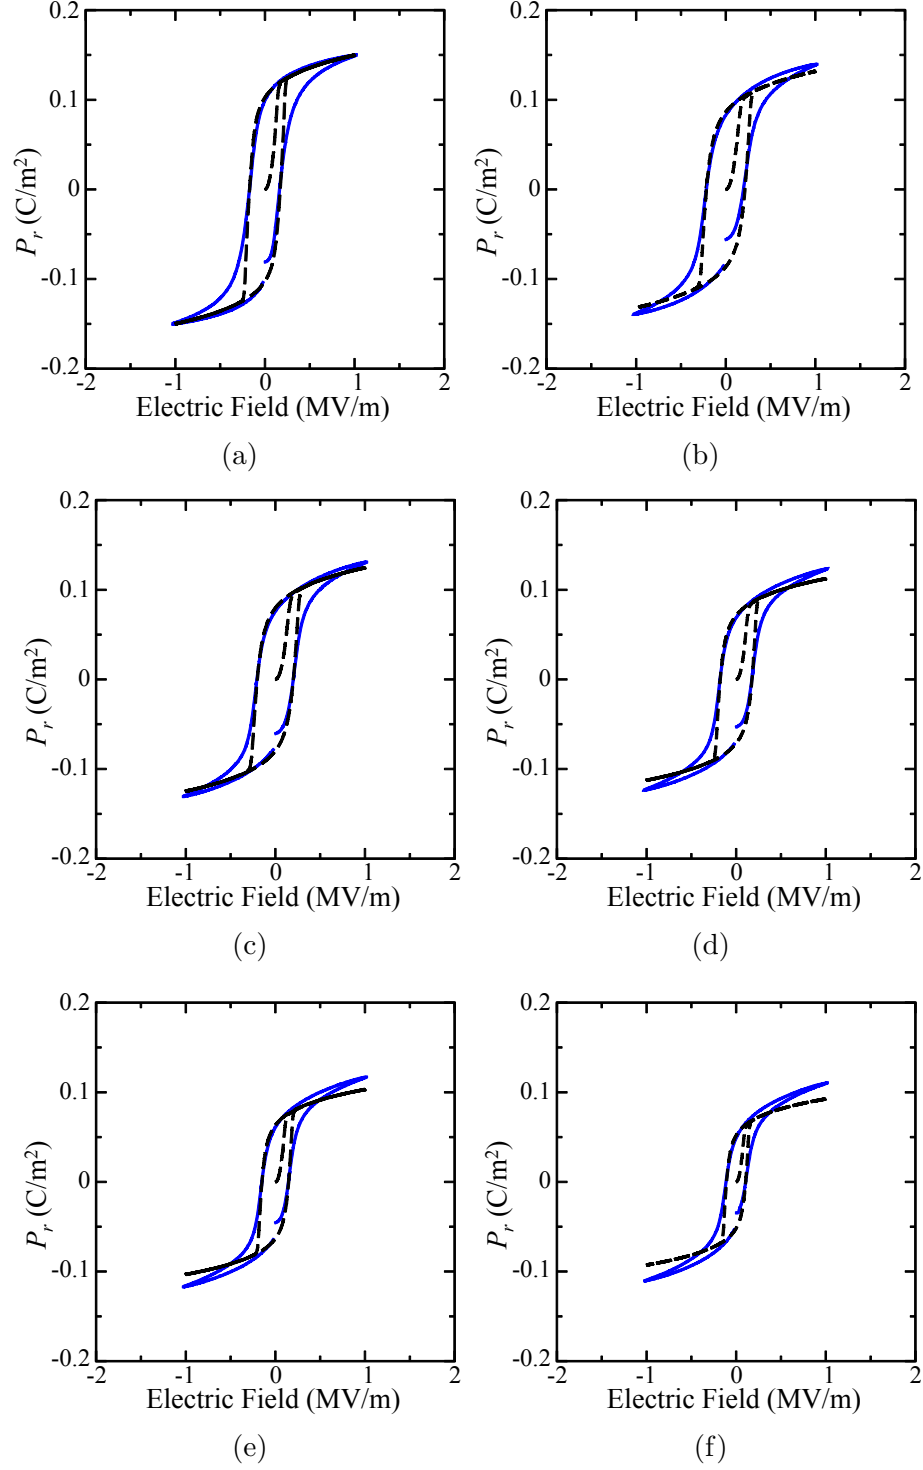 0.2
0.1
0
-0.1
-0.2
-2 -1 0 1 2
P_r (C/m²)
Electric Field (MV/m)
(a)
0.2
0.1
0
-0.1
-0.2
-2 -1 0 1 2
P_r (C/m²)
Electric Field (MV/m)
(b)
0.2
0.1
0
-0.1
-0.2
-2 -1 0 1 2
P_r (C/m²)
Electric Field (MV/m)
(c)
0.2
0.1
0
-0.1
-0.2
-2 -1 0 1 2
P_r (C/m²)
Electric Field (MV/m)
(d)
0.2
0.1
0
-0.1
-0.2
-2 -1 0 1 2
P_r (C/m²)
Electric Field (MV/m)
(e)
0.2
0.1
0
-0.1
-0.2
-2 -1 0 1 2
P_r (C/m²)
Electric Field (MV/m)
(f)